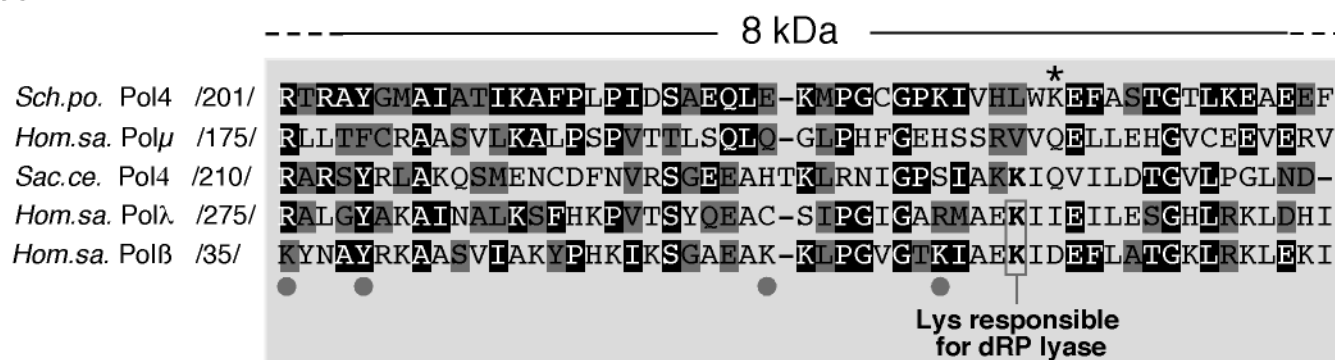 8 kDa
*
Sch.po. Pol4 /201/ RTRAYGMAIATIKAFPLPIDSAEQLE-KMPGCGPKIVHLWKEFASTGTLKEAEEF
Hom.sa. Polμ /175/ RLLTFCRAASVLKALPSPVTTLSQLQ-GLPHFGEHSSRVVQELLEHGVCEEVERV
Sac.ce. Pol4 /210/ RARSYRLAKQSMENCDFNVRSGEEAHTKLRNIGPSIAKKIQVILDTGVLPGLND-
Hom.sa. Polλ /275/ RALGYAKAINALKSFHKPVTSYQEAC-SIPGIGARMAEKIIEILESGHLRKLDHI
Hom.sa. Polß /35/ KYNAYRKAASVIAKYPHKIKSGAEAK-KLPGVGTKIAEKIDEFLATGKLRKLEKI
Lys responsible
for dRP lyase